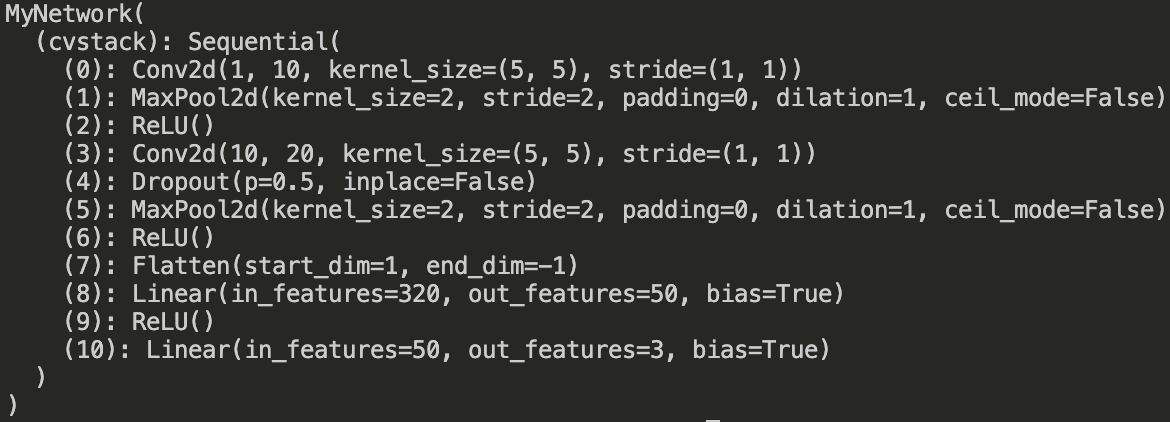 MyNetwork(
  (cvstack): Sequential(
    (0): Conv2d(1, 10, kernel_size=(5, 5), stride=(1, 1))
    (1): MaxPool2d(kernel_size=2, stride=2, padding=0, dilation=1, ceil_mode=False)
    (2): ReLU()
    (3): Conv2d(10, 20, kernel_size=(5, 5), stride=(1, 1))
    (4): Dropout(p=0.5, inplace=False)
    (5): MaxPool2d(kernel_size=2, stride=2, padding=0, dilation=1, ceil_mode=False)
    (6): ReLU()
    (7): Flatten(start_dim=1, end_dim=-1)
    (8): Linear(in_features=320, out_features=50, bias=True)
    (9): ReLU()
    (10): Linear(in_features=50, out_features=3, bias=True)
  )
)